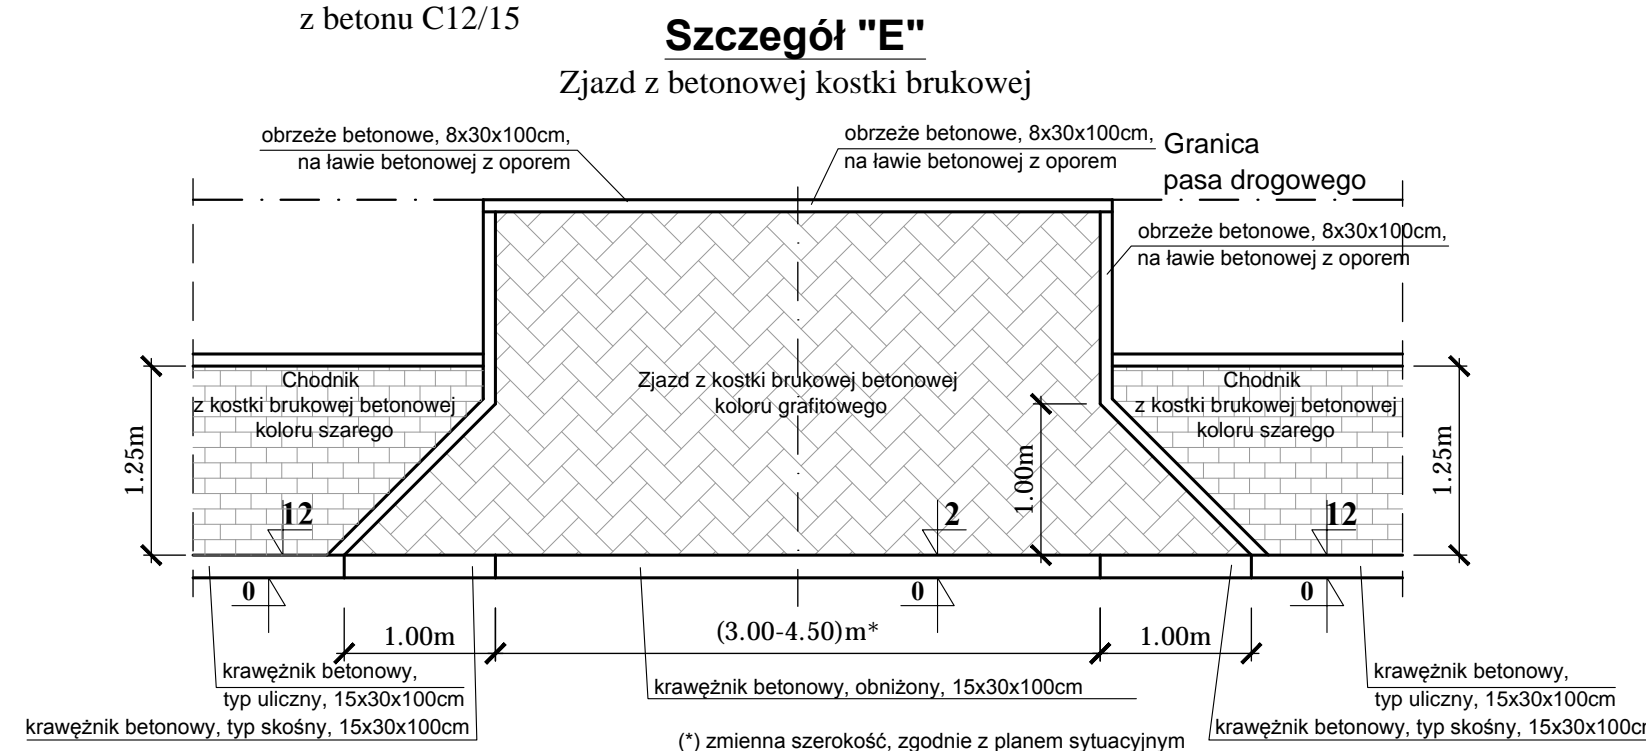 z betonu C12/15
Szczegół "E"
Zjazd z betonowej kostki brukowej
obrzeże betonowe, 8x30x100cm,
na ławie betonowej z oporem
obrzeże betonowe, 8x30x100cm,
na ławie betonowej z oporem
Granica
pasa drogowego
obrzeże betonowe, 8x30x100cm,
na ławie betonowej z oporem
Chodnik
z kostki brukowej betonowej
koloru szarego
Zjazd z kostki brukowej betonowej
koloru grafitowego
Chodnik
z kostki brukowej betonowej
koloru szarego
1.25m
1.00m
1.25m
12
2
12
0
0
0
1.00m
(3.00-4.50)m*
1.00m
krawężnik betonowy,
typ uliczny, 15x30x100cm
krawężnik betonowy, typ skośny, 15x30x100cm
krawężnik betonowy, obniżony, 15x30x100cm
krawężnik betonowy,
typ uliczny, 15x30x100cm
krawężnik betonowy, typ skośny, 15x30x100c
(*) zmienna szerokość, zgodnie z planem sytuacyjnym